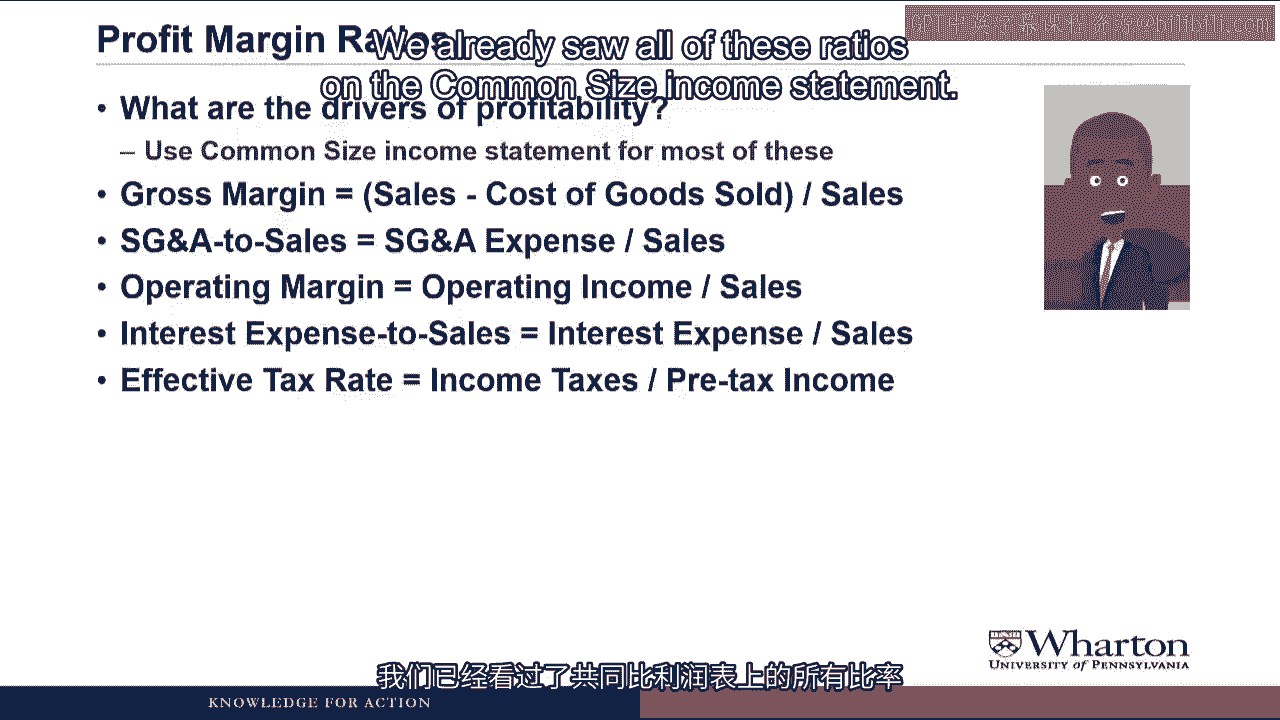 Profit Margin Ratios
We already saw all of these ratios
on the Common Size income statement.
• What are the drivers of profitability?
– Use Common Size income statement for most of these
• Gross Margin = (Sales - Cost of Goods Sold) / Sales
• SG&A-to-Sales = SG&A Expense / Sales
• Operating Margin = Operating Income / Sales
• Interest Expense-to-Sales = Interest Expense / Sales
• Effective Tax Rate = Income Taxes / Pre-tax Income
Wharton
UNIVERSITY of PENNSYLVANIA
我们已经看过了共同比利润表上的所有比率
KNOWLEDGE FOR ACTION